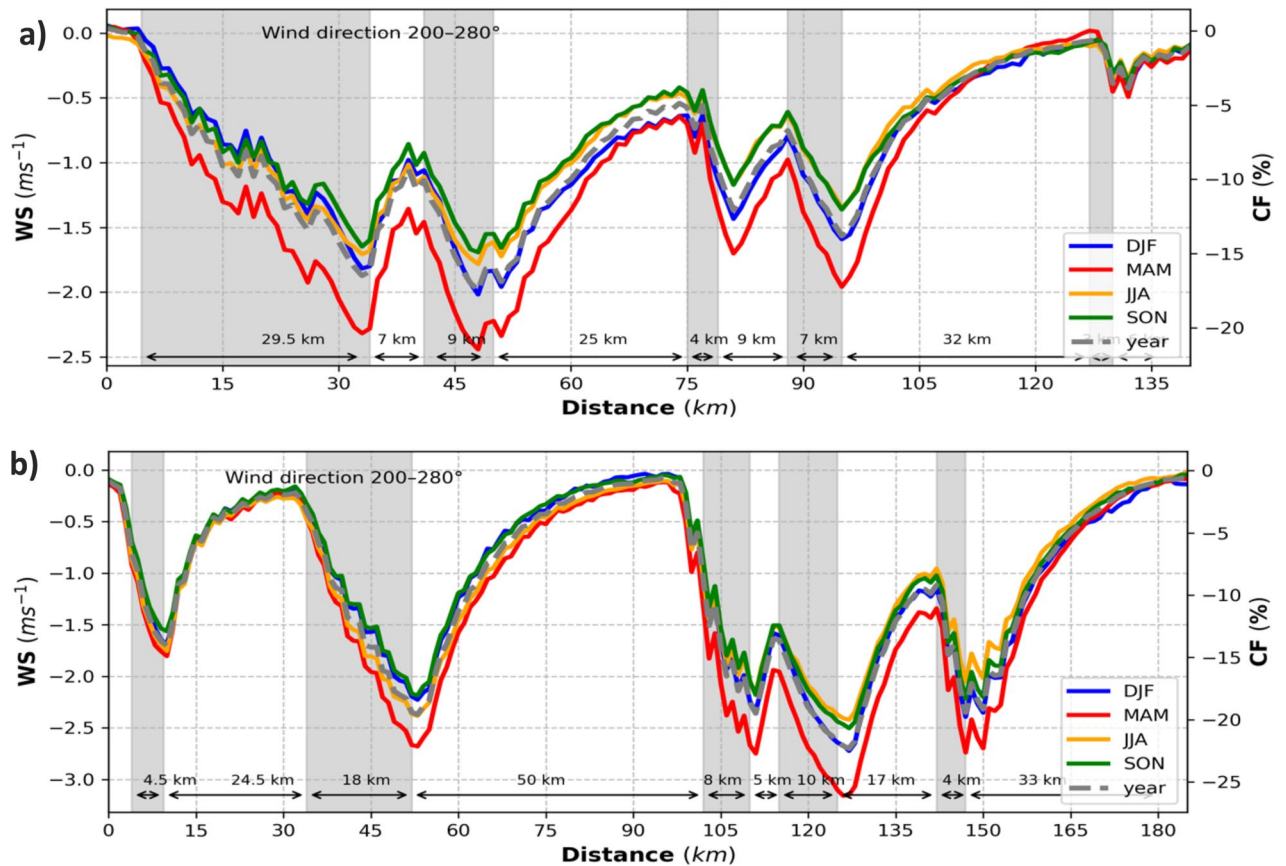 a)
Wind direction 200–280°
0.0
−0.5
−1.0
−1.5
−2.0
−2.5
WS (ms⁻¹)
0
−5
−10
−15
−20
CF (%)
29.5 km
7 km
9 km
25 km
4 km
9 km
7 km
32 km
DJF
MAM
JJA
SON
year
0 15 30 45 60 75 90 105 120 135
Distance (km)
b)
Wind direction 200–280°
0.0
−0.5
−1.0
−1.5
−2.0
−2.5
−3.0
WS (ms⁻¹)
0
−5
−10
−15
−20
−25
CF (%)
4.5 km
24.5km
18 km
50 km
8 km
5 km
10 km
17 km
4 km
33 km
DJF
MAM
JJA
SON
year
0 15 30 45 60 75 90 105 120 135 150 165 180
Distance (km)